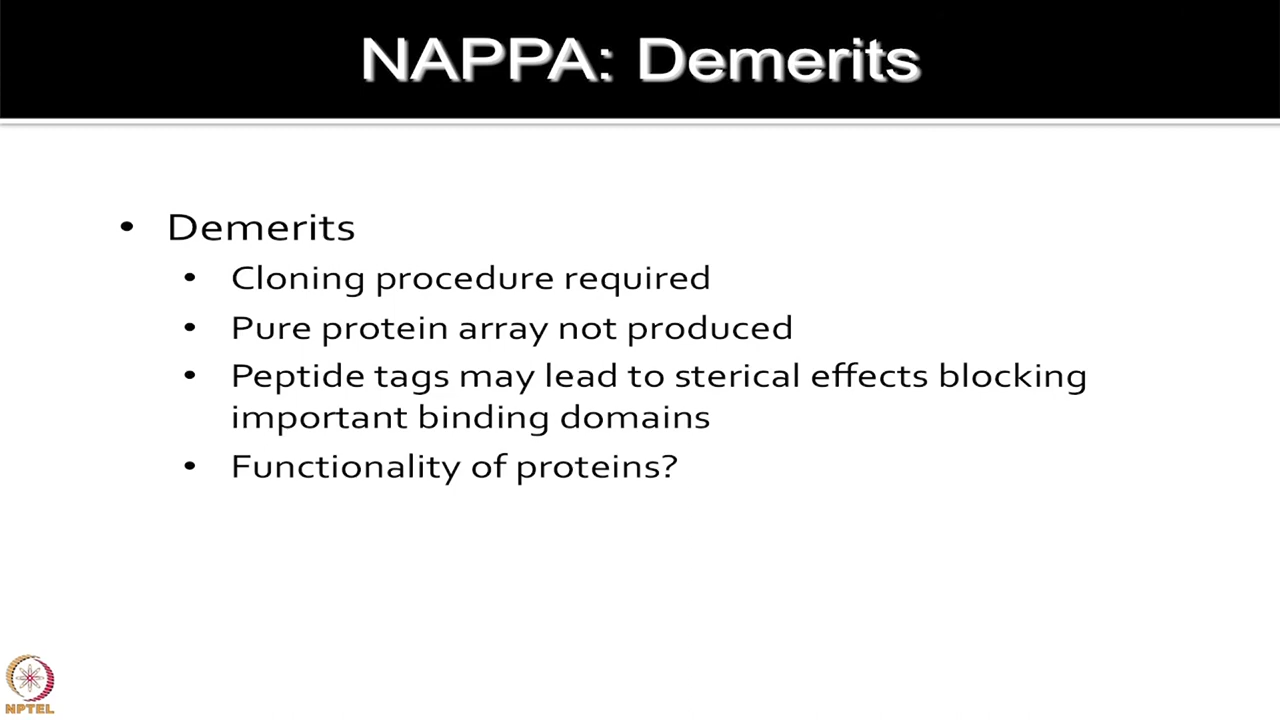 NAPPA: Demerits
• Demerits
• Cloning procedure required
• Pure protein array not produced
• Peptide tags may lead to sterical effects blocking
important binding domains
• Functionality of proteins?
NPTEL